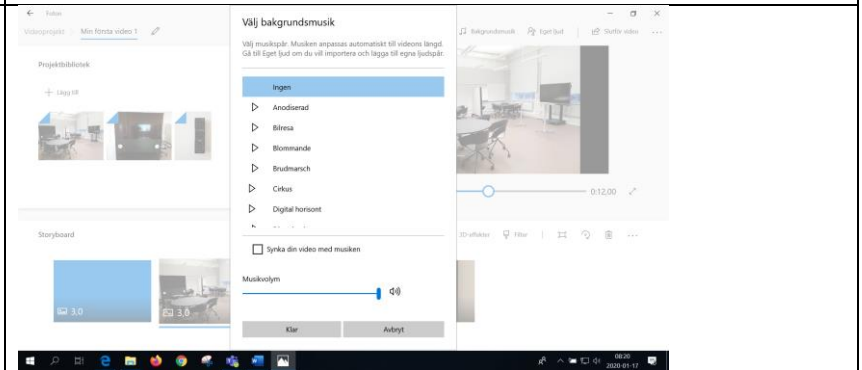 Foton
Videoprojekt
Min första video 1
Bakgrundsmusik
Eget ljud
Slutför video
Projektbibliotek
Lägg till
Välj bakgrundsmusik
Välj musikspår. Musiken anpassas automatiskt till videons längd.
Gå till Eget ljud om du vill importera och lägga till egna ljudspår.
Ingen
Anodiserad
Bilresa
Blommande
Brudmarsch
Cirkus
Digital horisont
Synka din video med musiken
Musikvolym
Klar
Avbryt
0:12,00
Storyboard
3D-effekter
Filter
3,0
3,0
08:20
2020-01-17